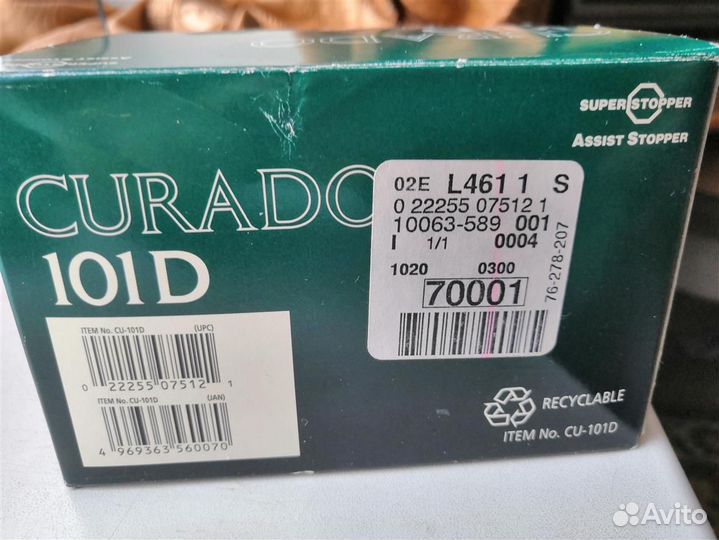 SUPER STOPPER
ASSIST STOPPER
CURADO
101D
02E L461 1 S
0 22255 07512 1
10063-589 001
I 1/1 0004
1020 0300
70001
76-278-207
ITEM No. CU-101D (UPC)
0 22255 07512 1
ITEM No. CU-101D (JAN)
4 969363 560070
RECYCLABLE
ITEM No. CU-101D
Avito